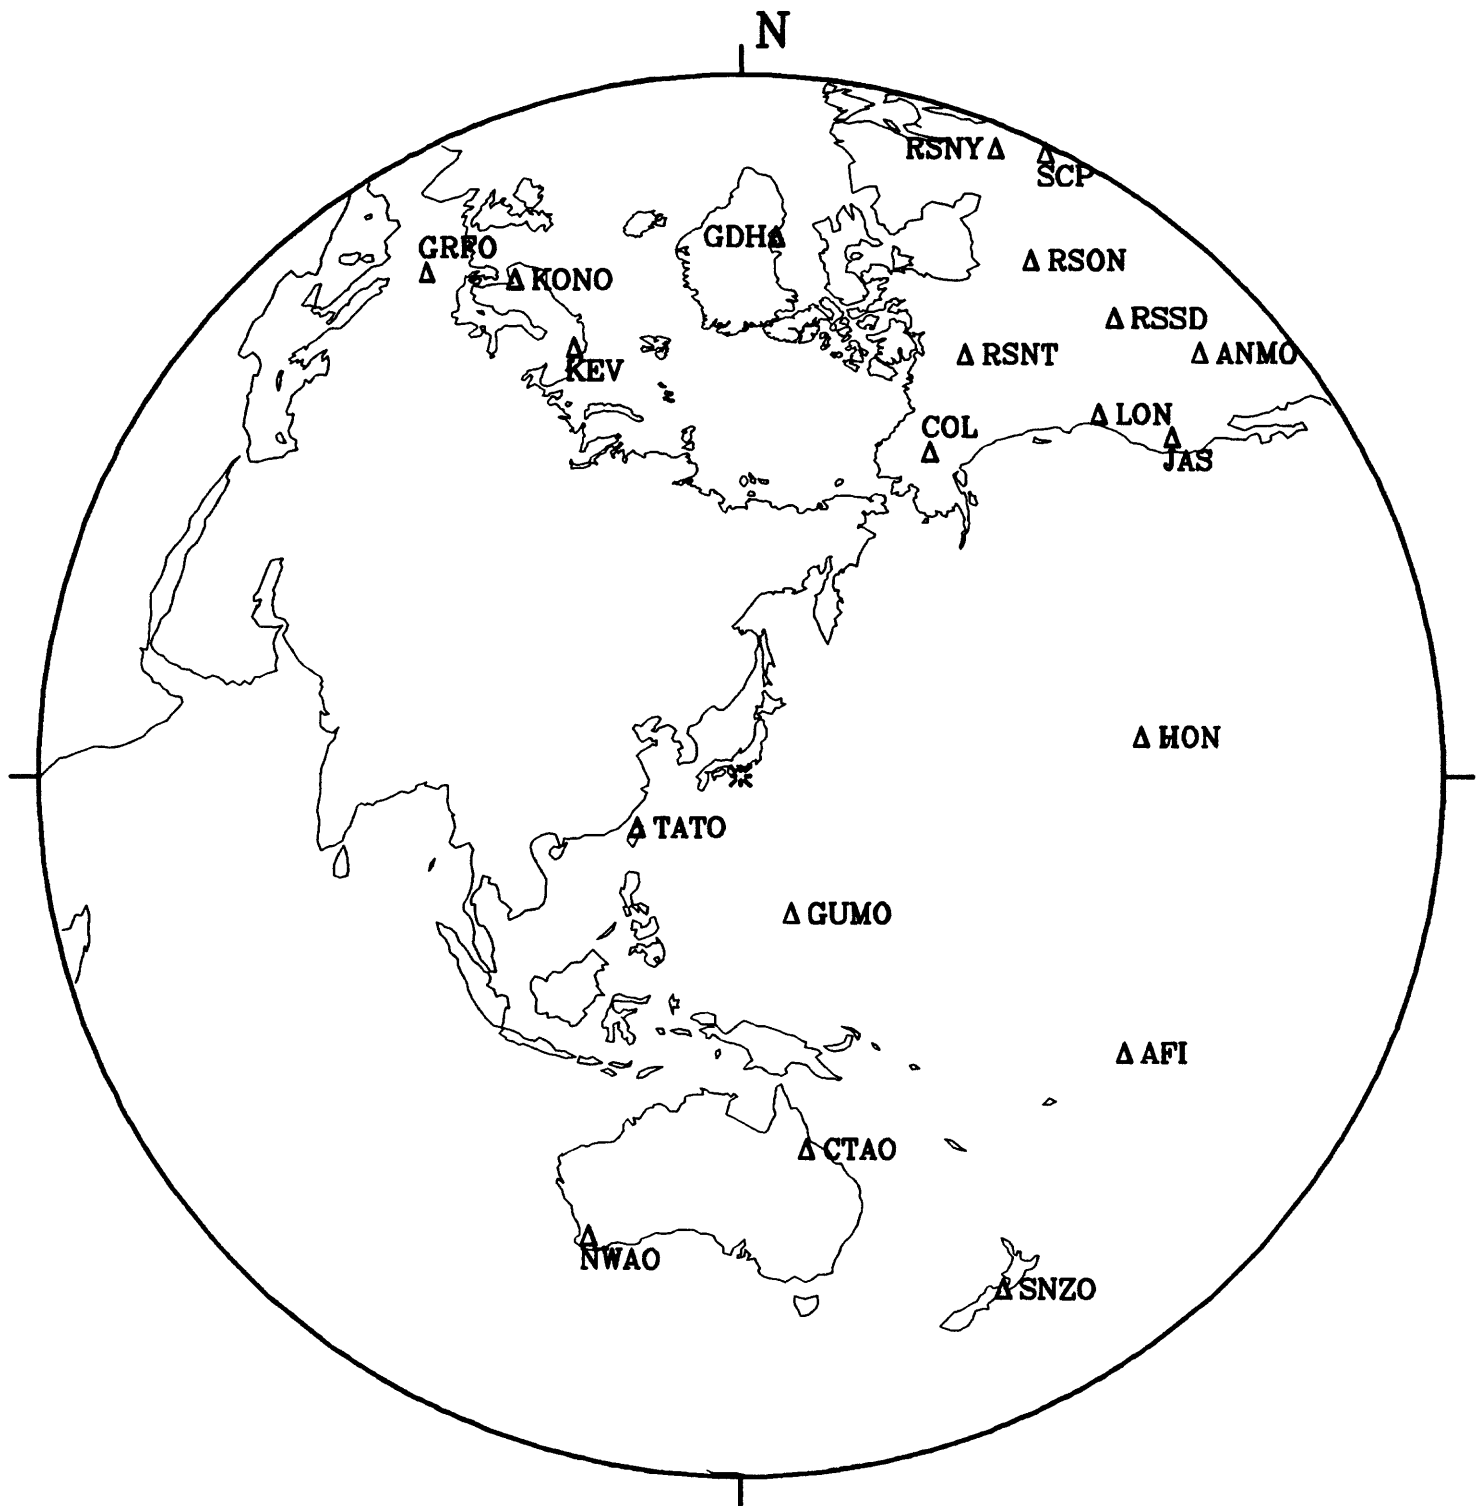 N
RSNY
SCP
GRFO
GDH
KONO
RSON
RSSD
KEV
RSNT
ANMO
COL
LON
JAS
HON
TATO
GUMO
AFI
CTAO
NWAO
SNZO